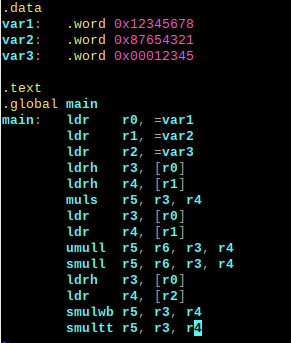 .data
var1:   .word 0x12345678
var2:   .word 0x87654321
var3:   .word 0x00012345
.text
.global main
main:   ldr     r0, =var1
        ldr     r1, =var2
        ldr     r2, =var3
        ldrh    r3, [r0]
        ldrh    r4, [r1]
        muls    r5, r3, r4
        ldr     r3, [r0]
        ldr     r4, [r1]
        umull   r5, r6, r3, r4
        smull   r5, r6, r3, r4
        ldrh    r3, [r0]
        ldr     r4, [r2]
        smulwb  r5, r3, r4
        smultt  r5, r3, r4